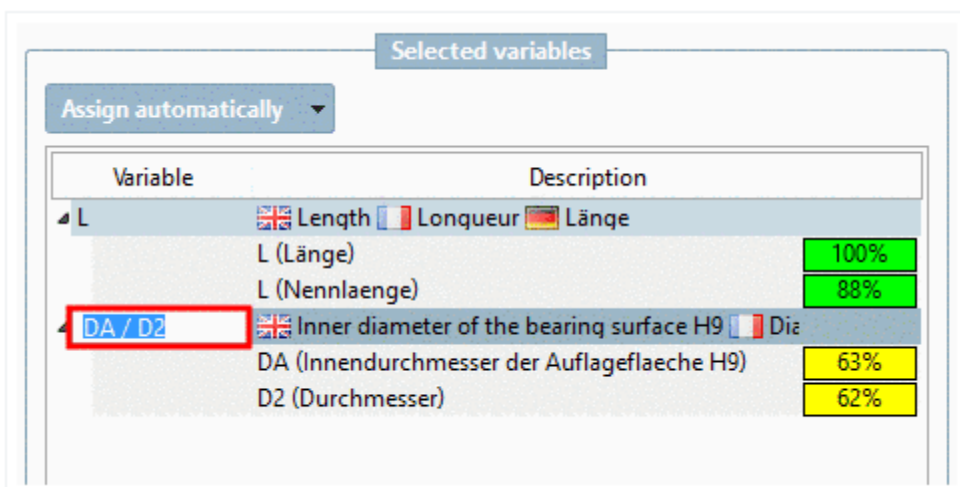 Selected variables
Assign automatically
Variable Description
L Length Longueur Länge
L (Länge) 100%
L (Nennlaenge) 88%
DA / D2 Inner diameter of the bearing surface H9 Dia
DA (Innendurchmesser der Auflageflaeche H9) 63%
D2 (Durchmesser) 62%